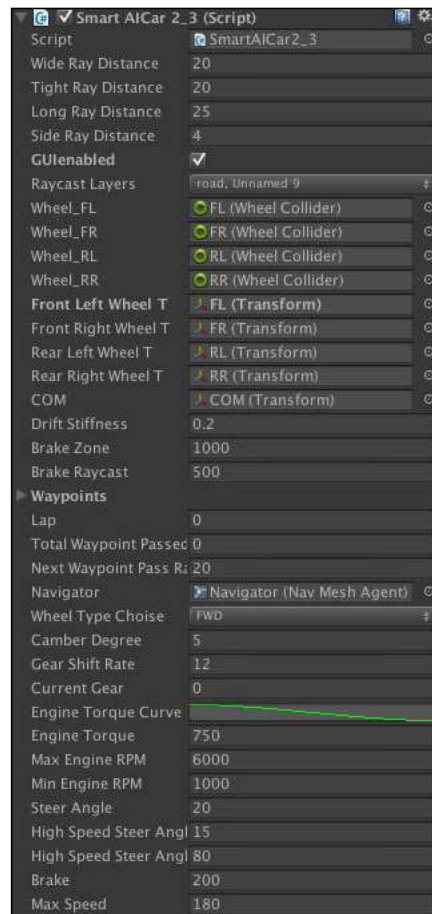 Smart AICar 2_3 (Script)
Script SmartAICar2_3
Wide Ray Distance 20
Tight Ray Distance 20
Long Ray Distance 25
Side Ray Distance 4
GUIenabled
Raycast Layers road, Unnamed 9
Wheel_FL FL (Wheel Collider)
Wheel_FR FR (Wheel Collider)
Wheel_RL RL (Wheel Collider)
Wheel_RR RR (Wheel Collider)
Front Left Wheel T FL (Transform)
Front Right Wheel T FR (Transform)
Rear Left Wheel T RL (Transform)
Rear Right Wheel T RR (Transform)
COM COM (Transform)
Drift Stiffness 0.2
Brake Zone 1000
Brake Raycast 500
Waypoints
Lap 0
Total Waypoint Passed 0
Next Waypoint Pass Ra 20
Navigator Navigator (Nav Mesh Agent)
Wheel Type Choise FWD
Camber Degree 5
Gear Shift Rate 12
Current Gear 0
Engine Torque Curve
Engine Torque 750
Max Engine RPM 6000
Min Engine RPM 1000
Steer Angle 20
High Speed Steer Angl 15
High Speed Steer Angl 80
Brake 200
Max Speed 180